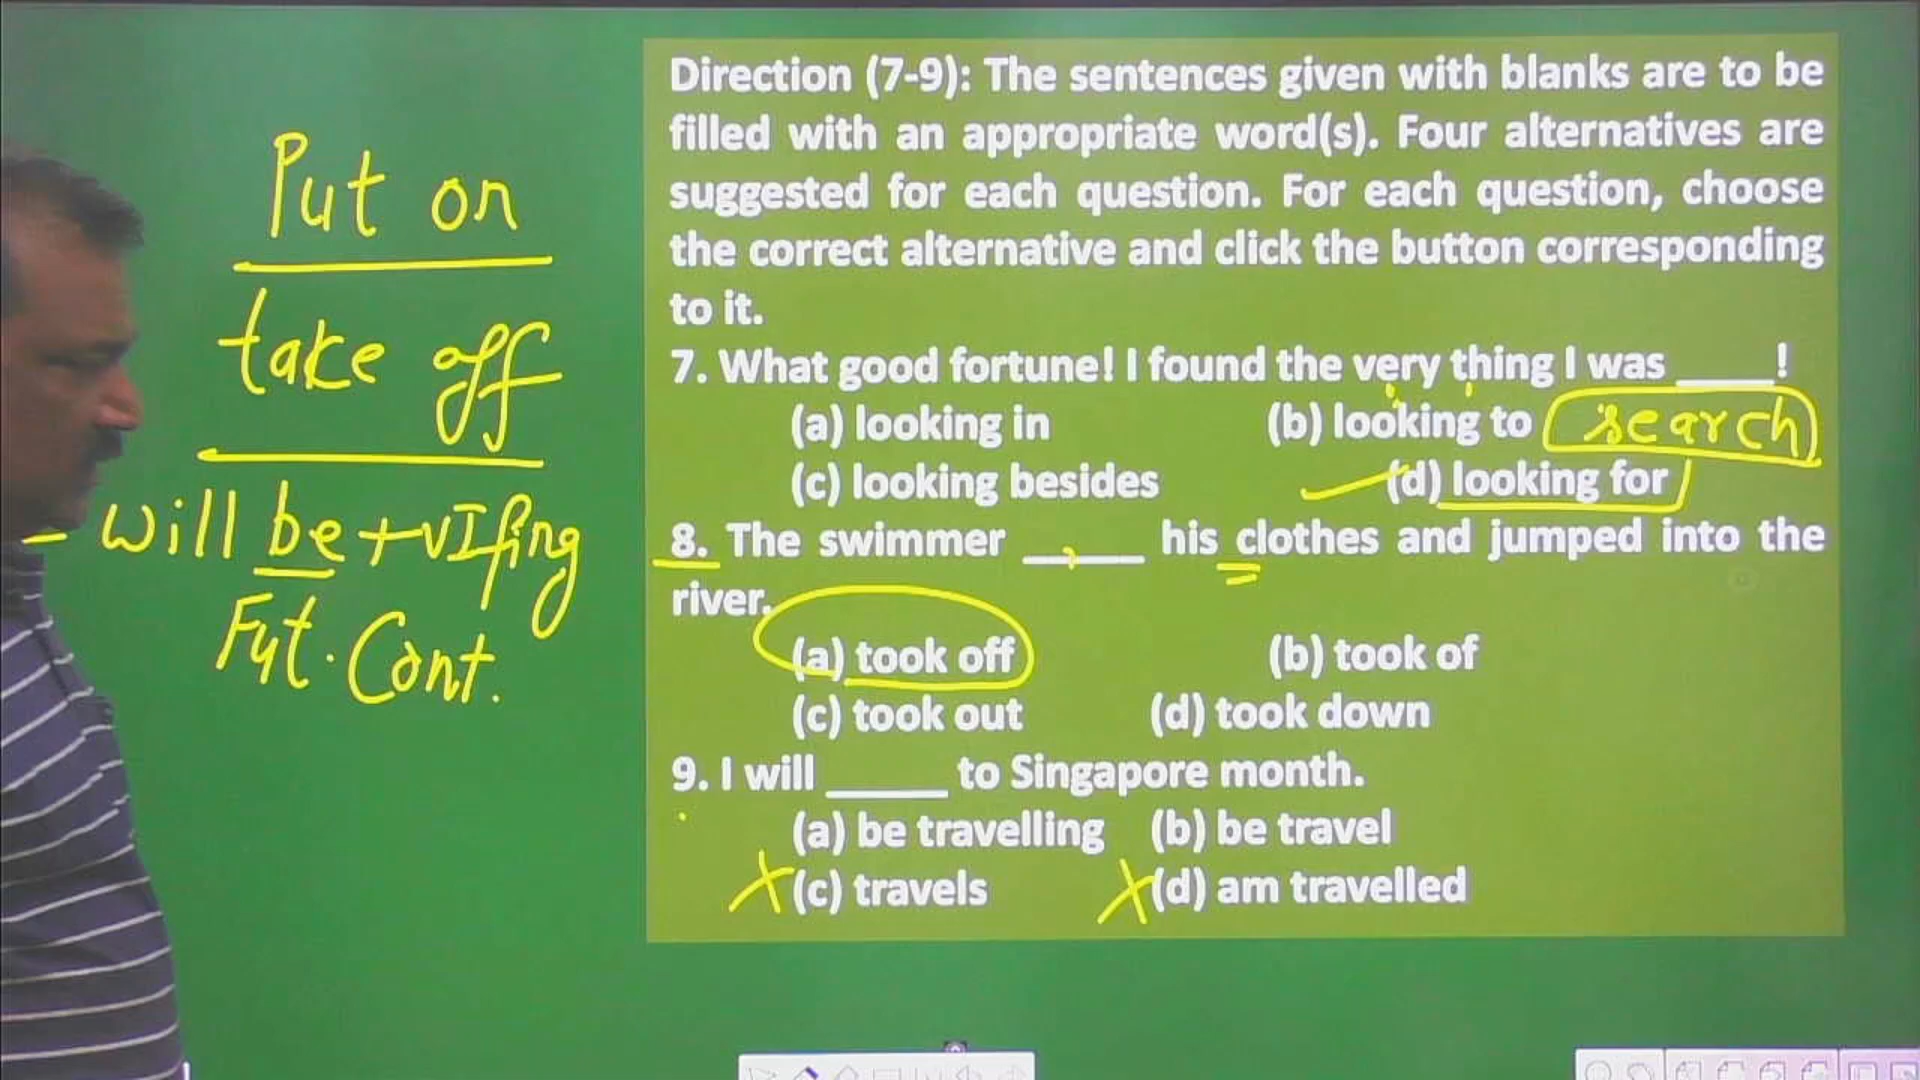 Put on
take off
- will be + VIfing
Fut. Cont.
Direction (7-9): The sentences given with blanks are to be
filled with an appropriate word(s). Four alternatives are
suggested for each question. For each question, choose
the correct alternative and click the button corresponding
to it.
7. What good fortune! I found the very thing I was ____!
(a) looking in (b) looking to search
(c) looking besides (d) looking for
8. The swimmer _____ his clothes and jumped into the
river.
(a) took off (b) took of
(c) took out (d) took down
9. I will _____ to Singapore month.
(a) be travelling (b) be travel
X (c) travels X (d) am travelled